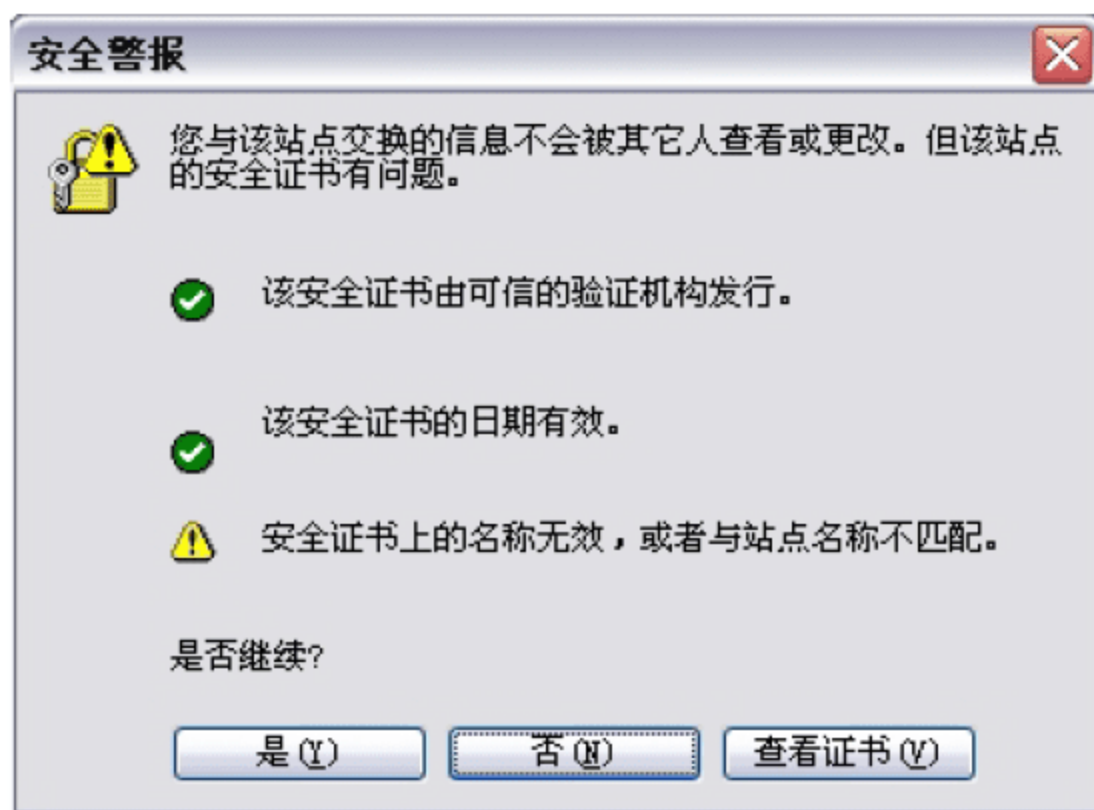 安全警报
您与该站点交换的信息不会被其它人查看或更改。但该站点
的安全证书有问题。
该安全证书由可信的验证机构发行。
该安全证书的日期有效。
安全证书上的名称无效，或者与站点名称不匹配。
是否继续?
是(Y) 否(N) 查看证书(V)